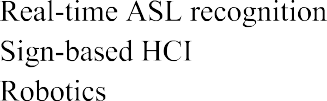 Real-time ASL recognition
Sign-based HCI
Robotics